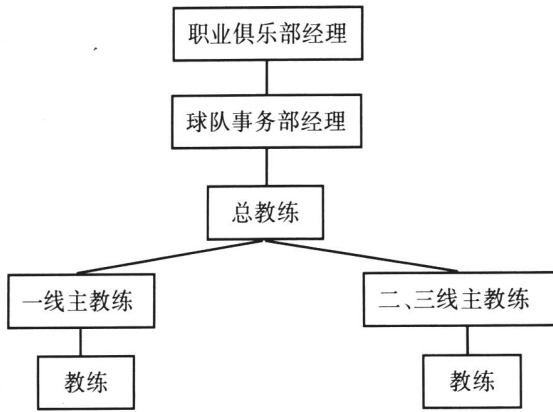 职业俱乐部经理
球队事务部经理
总教练
一线主教练
二、三线主教练
教练
教练